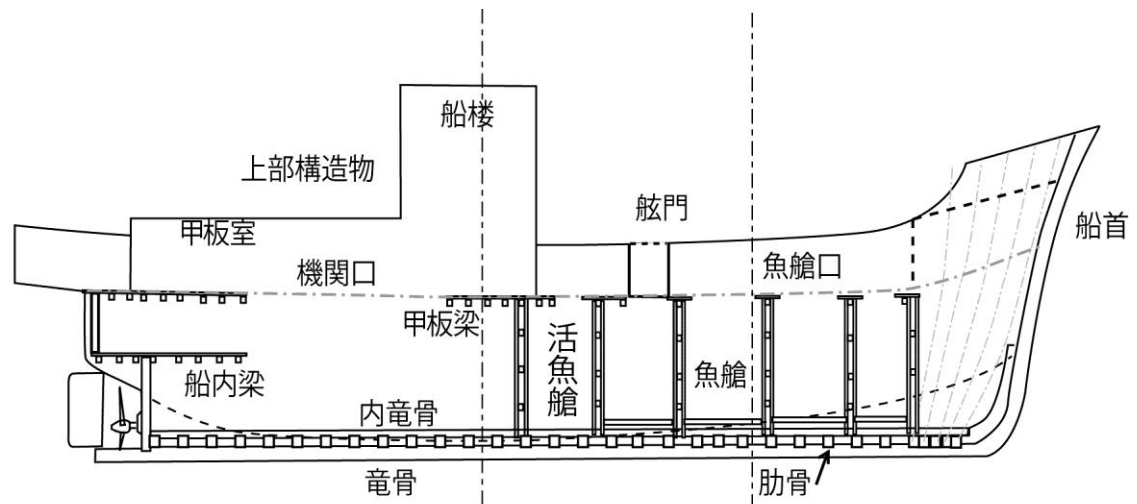 船楼
上部構造物
舷門
船首
甲板室
機関口
魚艙口
甲板梁
活魚艙
魚艙
船内梁
内竜骨
竜骨
肋骨